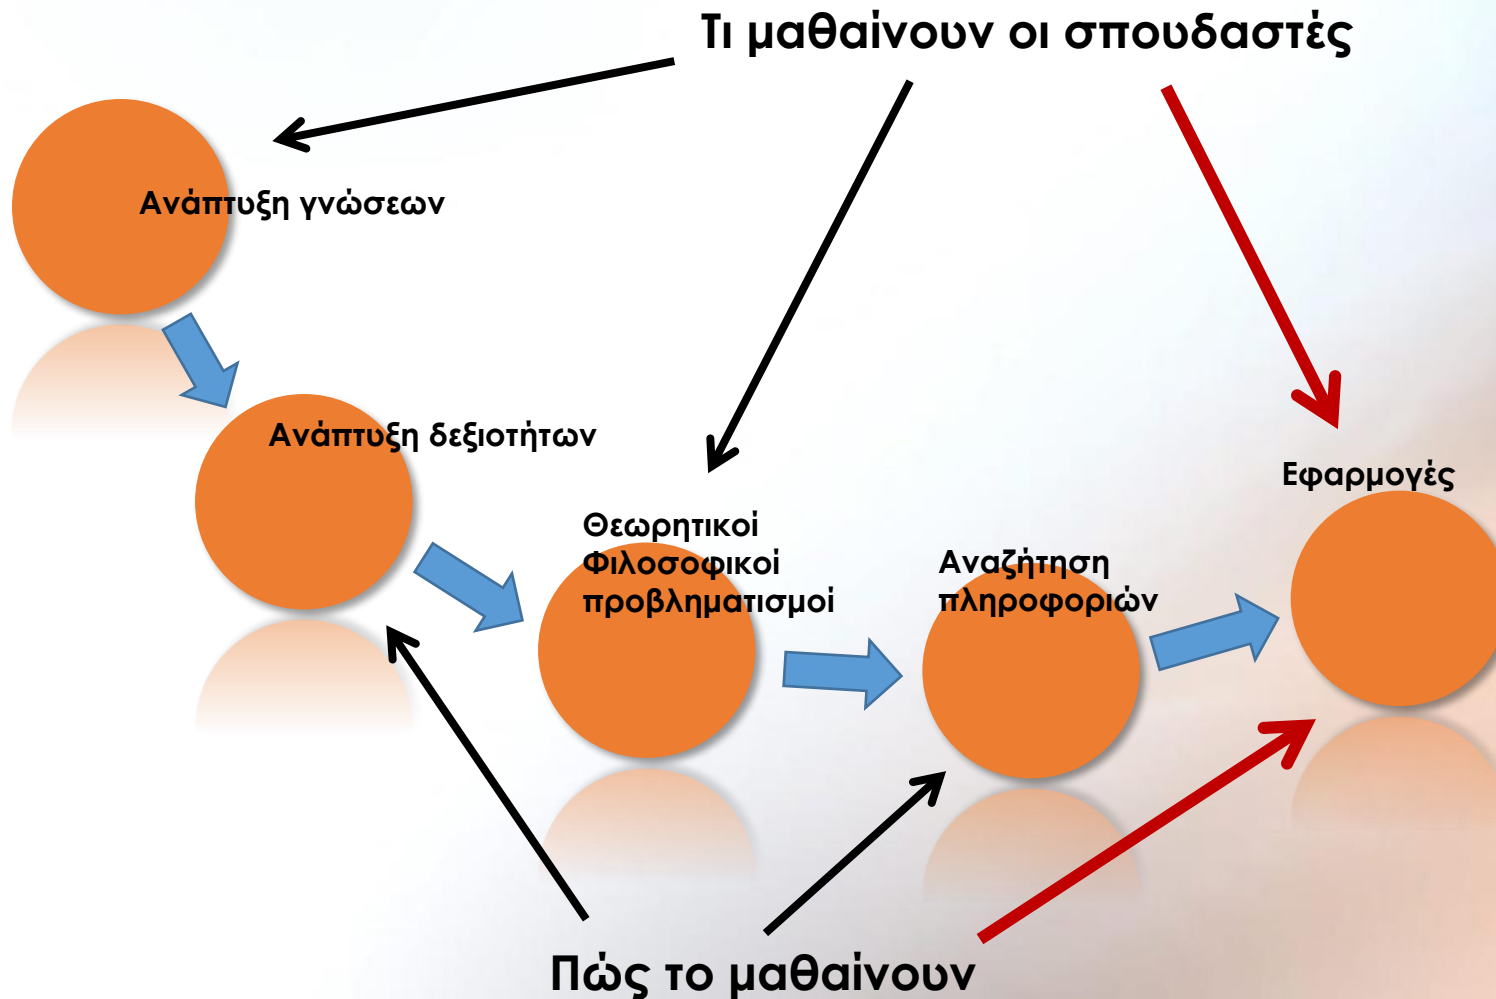 Τι μαθαίνουν οι σπουδαστές
Ανάπτυξη γνώσεων
Ανάπτυξη δεξιοτήτων
Θεωρητικοί
Φιλοσοφικοί
προβληματισμοί
Αναζήτηση
πληροφοριών
Εφαρμογές
Πώς το μαθαίνουν